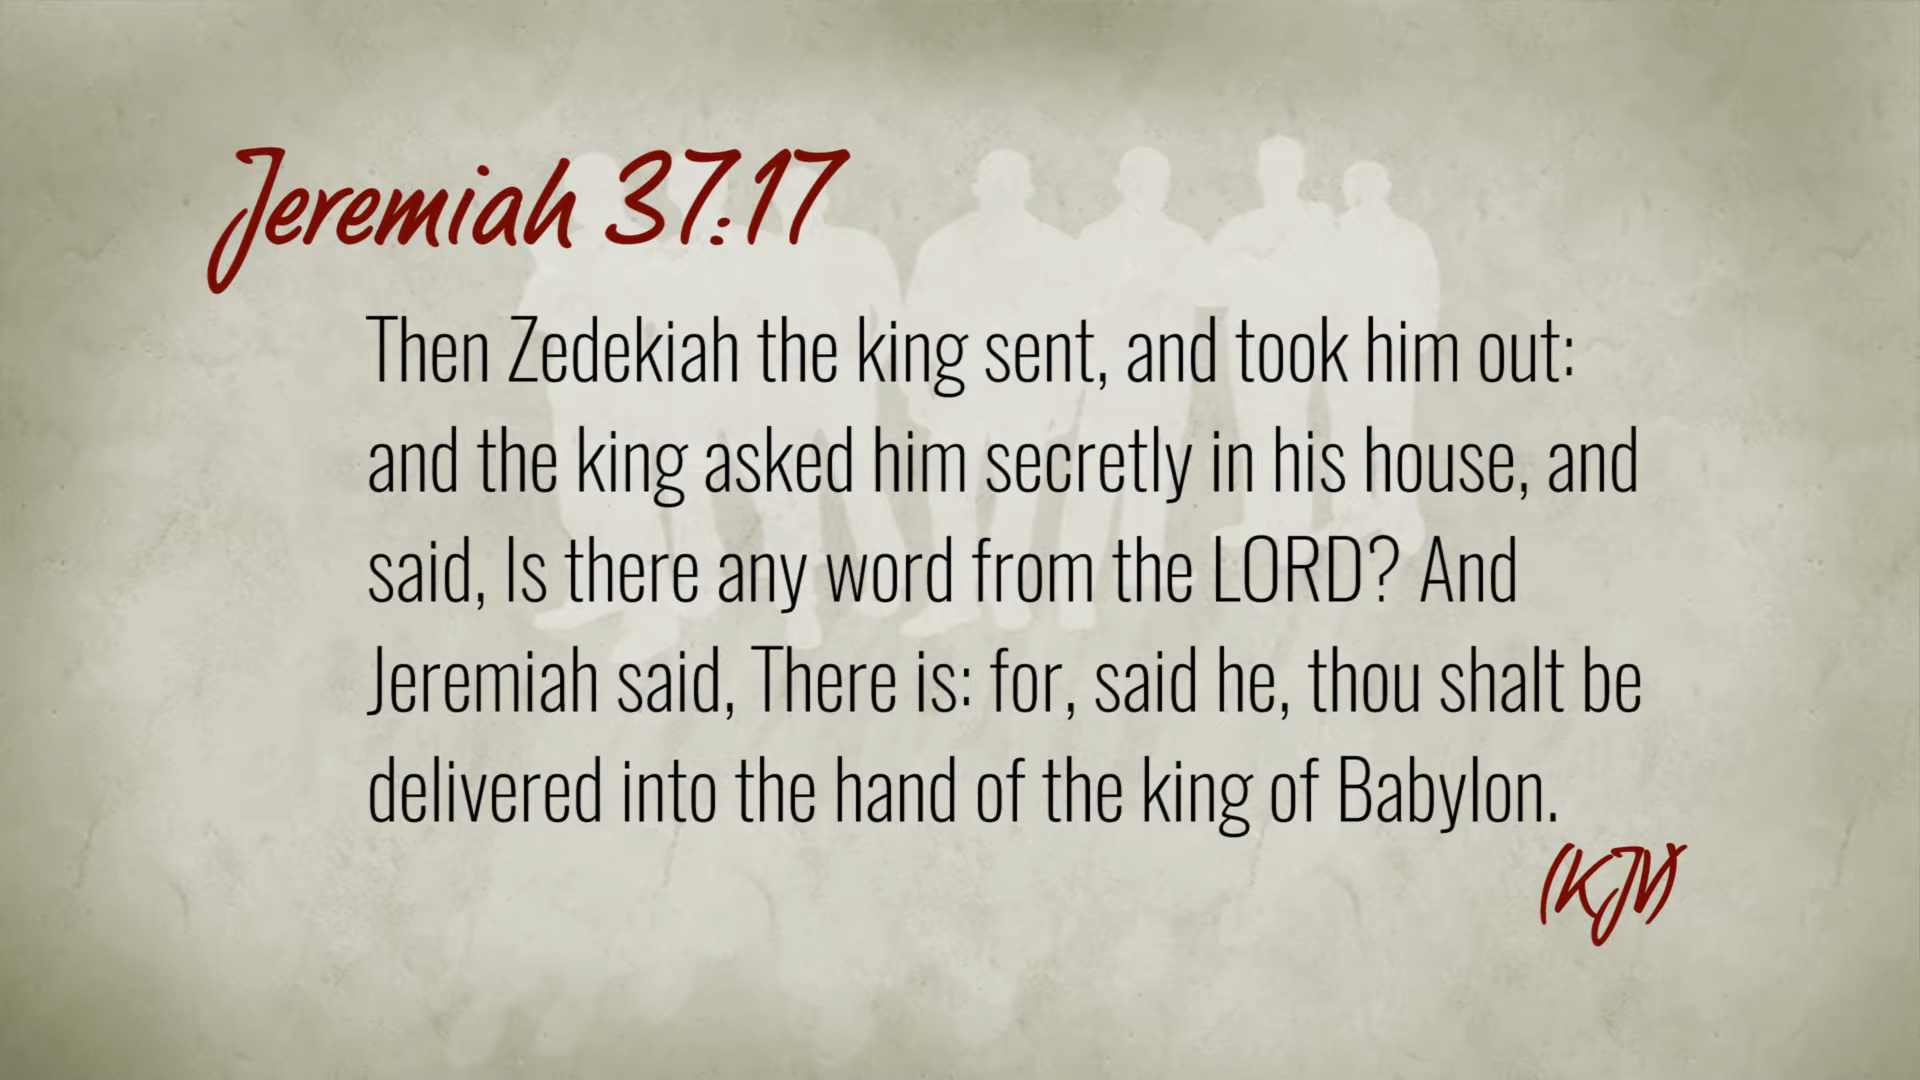 Jeremiah 37:17
Then Zedekiah the king sent, and took him out:
and the king asked him secretly in his house, and
said, Is there any word from the LORD? And
Jeremiah said, There is: for, said he, thou shalt be
delivered into the hand of the king of Babylon.
(KJV)